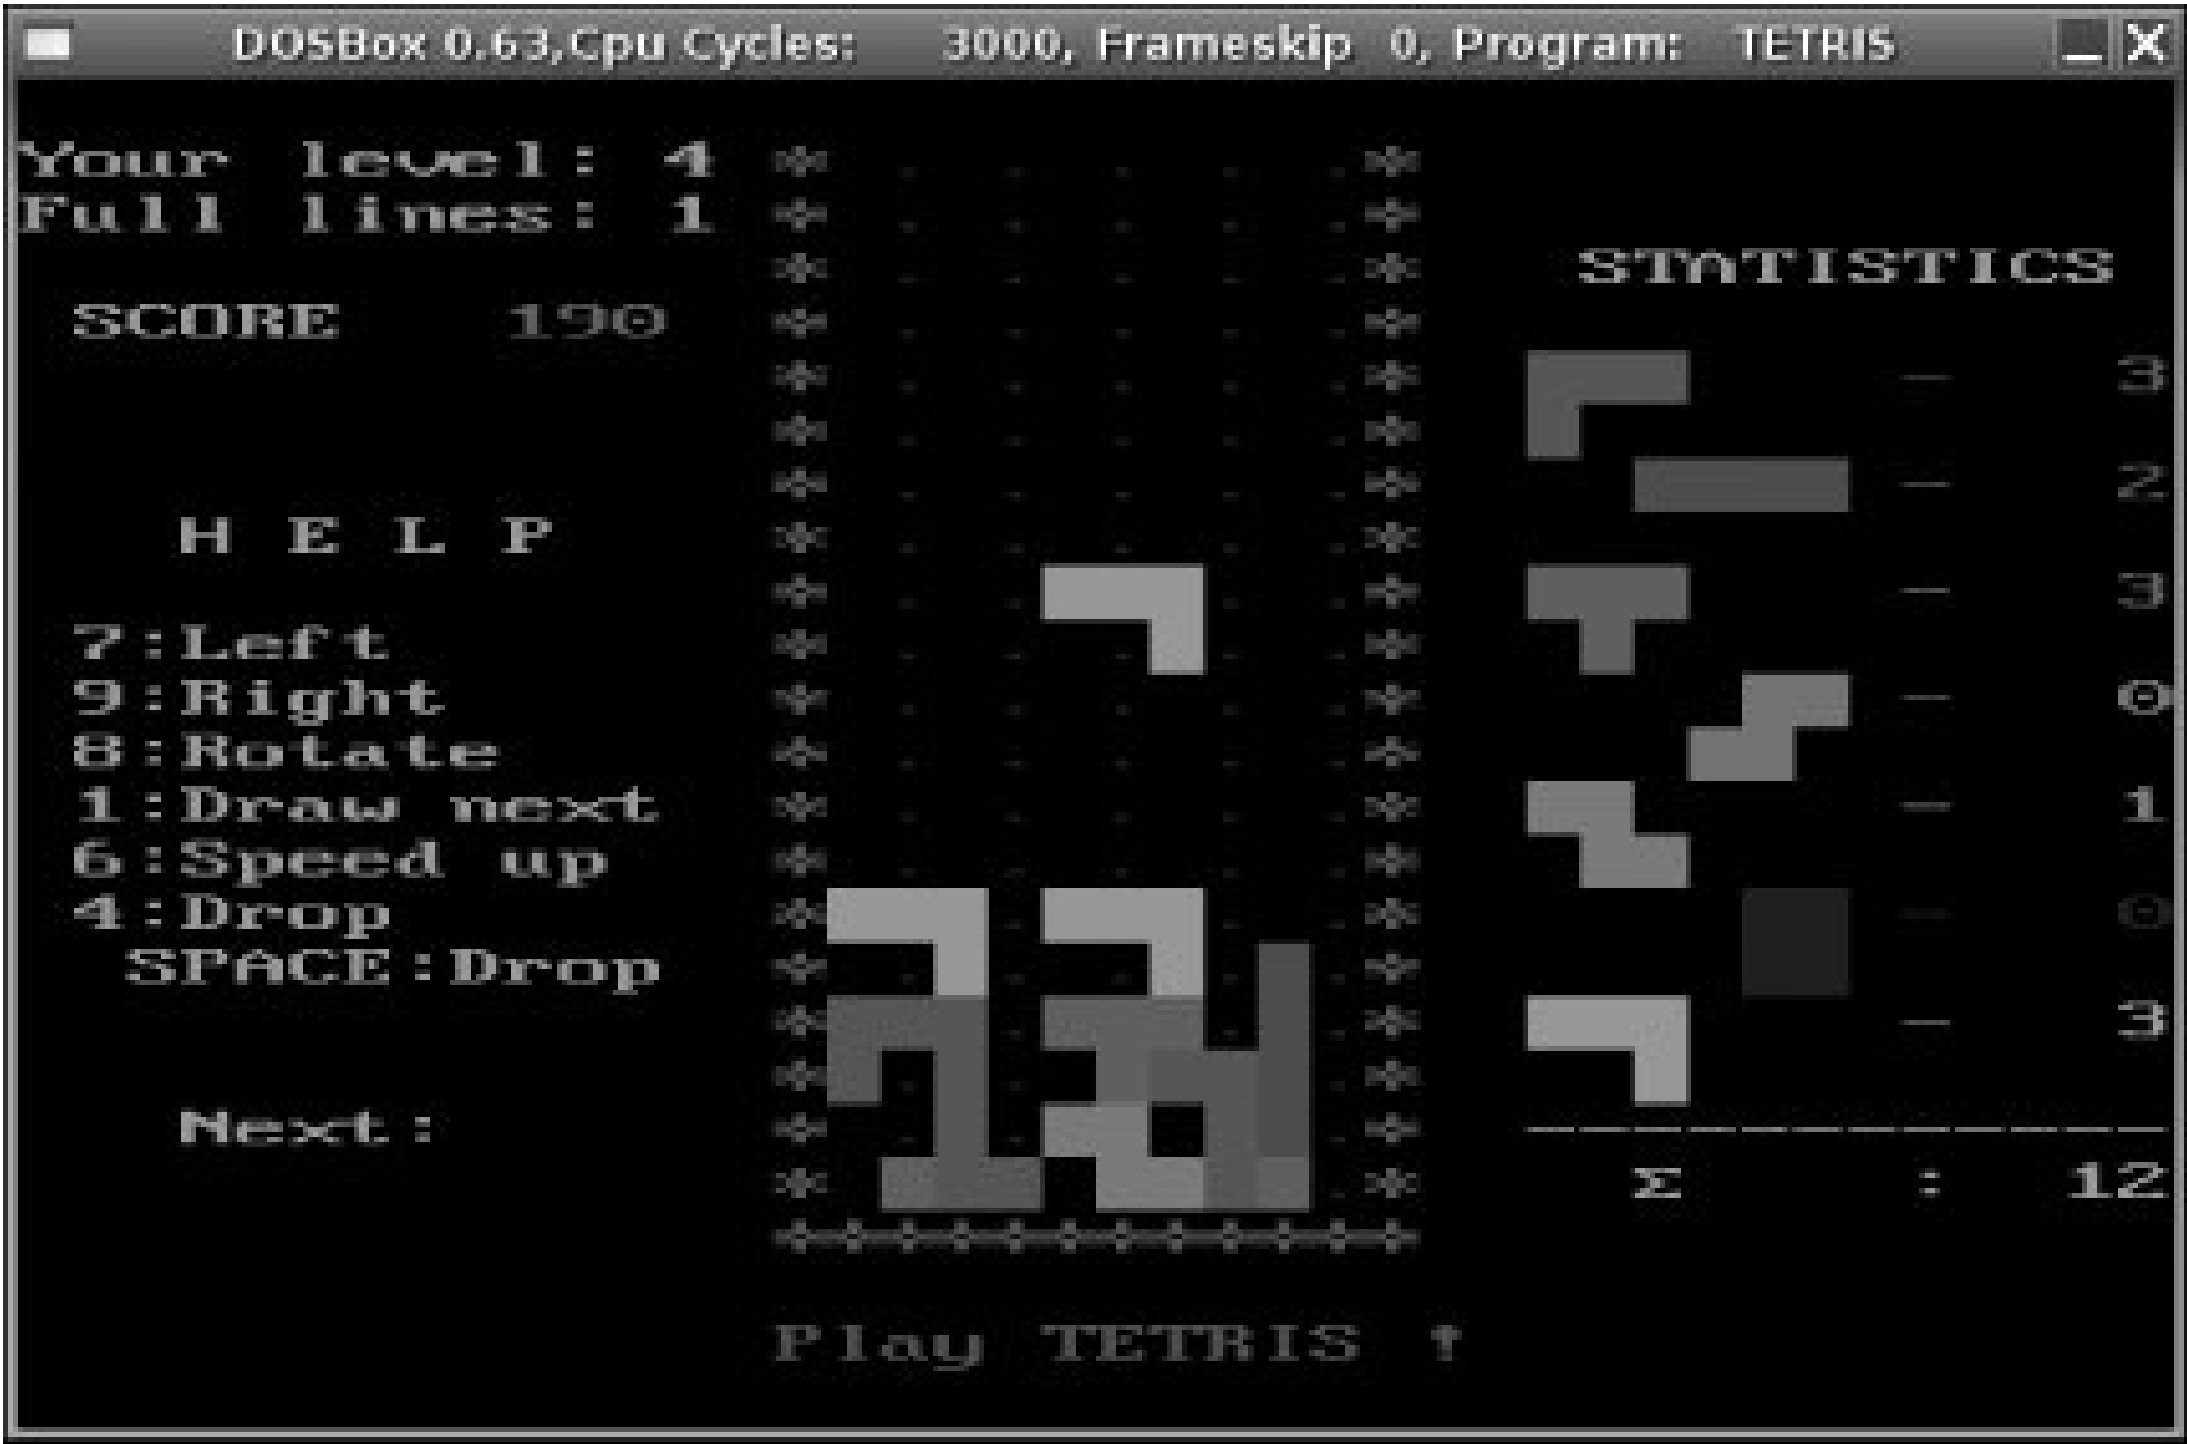 DOSBox 0.63,Cpu Cycles: 3000, Frameskip 0, Program: TETRIS
Your level: 4
Full lines: 1
SCORE 190
H E L P
7:Left
9:Right
8:Rotate
1:Draw next
6:Speed up
4:Drop
SPACE:Drop
Next:
Play TETRIS !
STATISTICS
- 3
- 2
- 3
- 0
- 1
- 0
- 3
Σ : 12